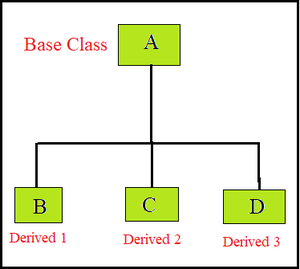 Base Class A
B C D
Derived 1 Derived 2 Derived 3